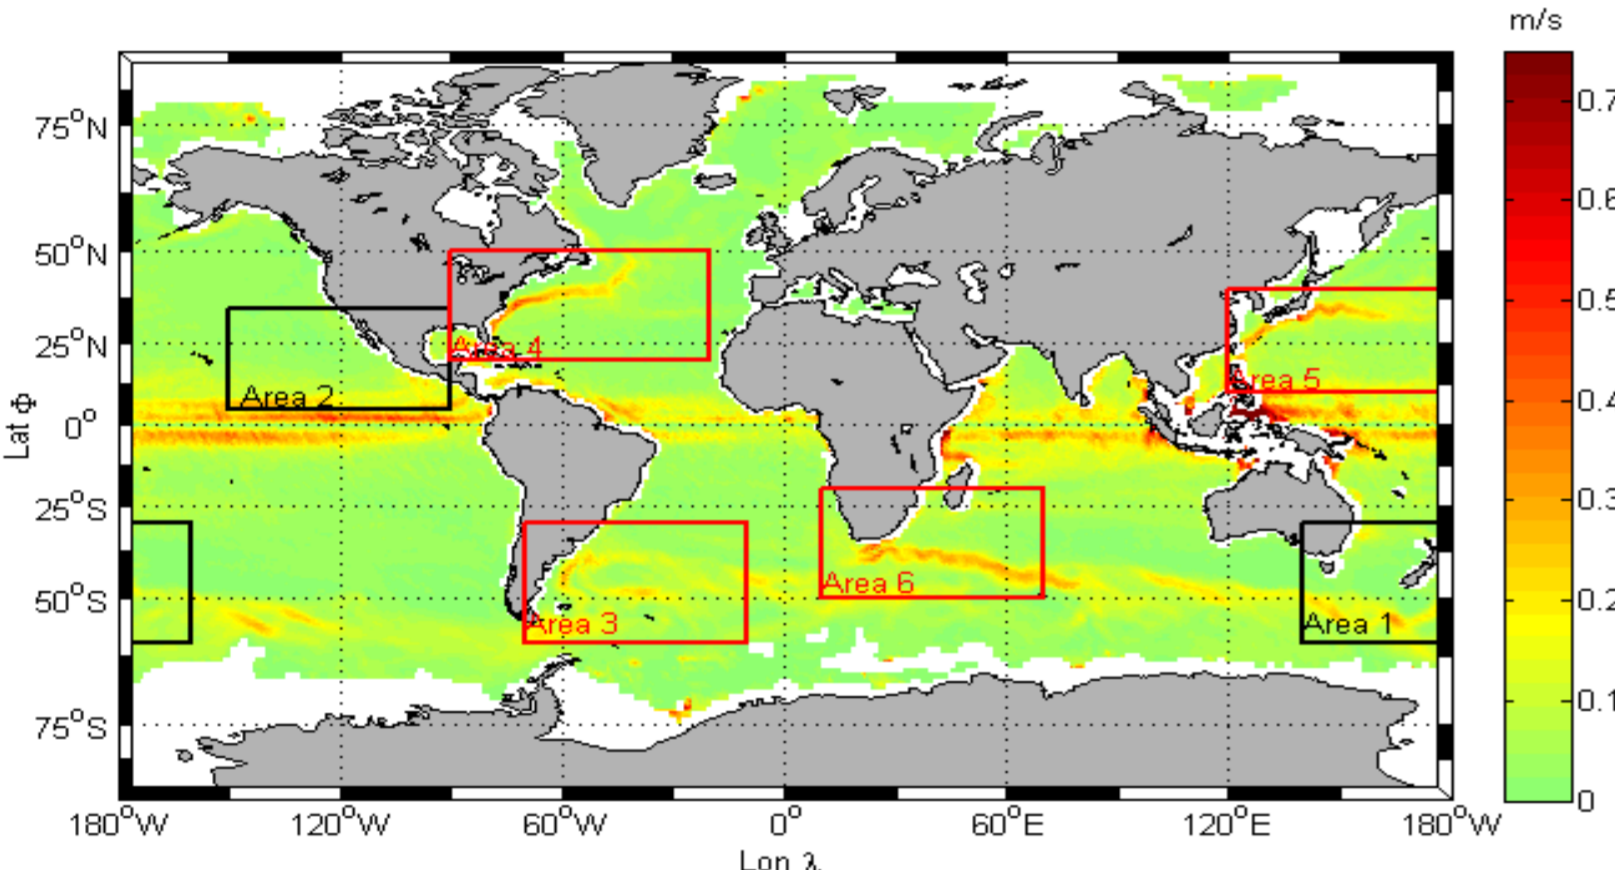 m/s
0.7
0.6
0.5
0.4
0.3
0.2
0.1
0
75°N
50°N
25°N
0°
25°S
50°S
75°S
Lat Φ
Area 4
Area 2
Area 5
Area 6
Area 3
Area 1
180°W 120°W 60°W 0° 60°E 120°E 180°W
Lon λ